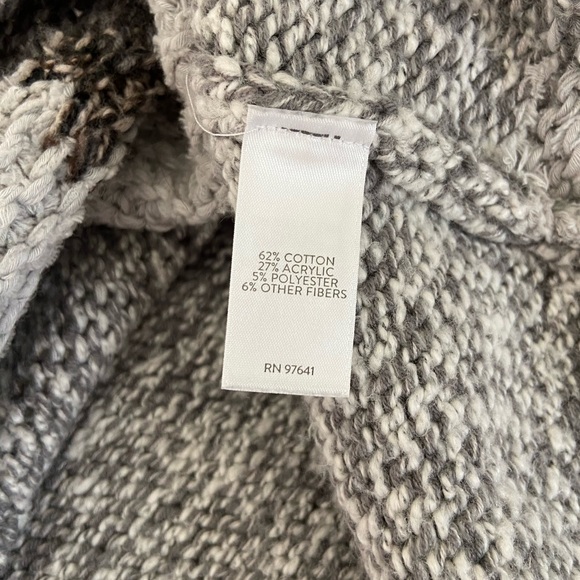 62% COTTON
27% ACRYLIC
5% POLYESTER
6% OTHER FIBERS
RN 97641